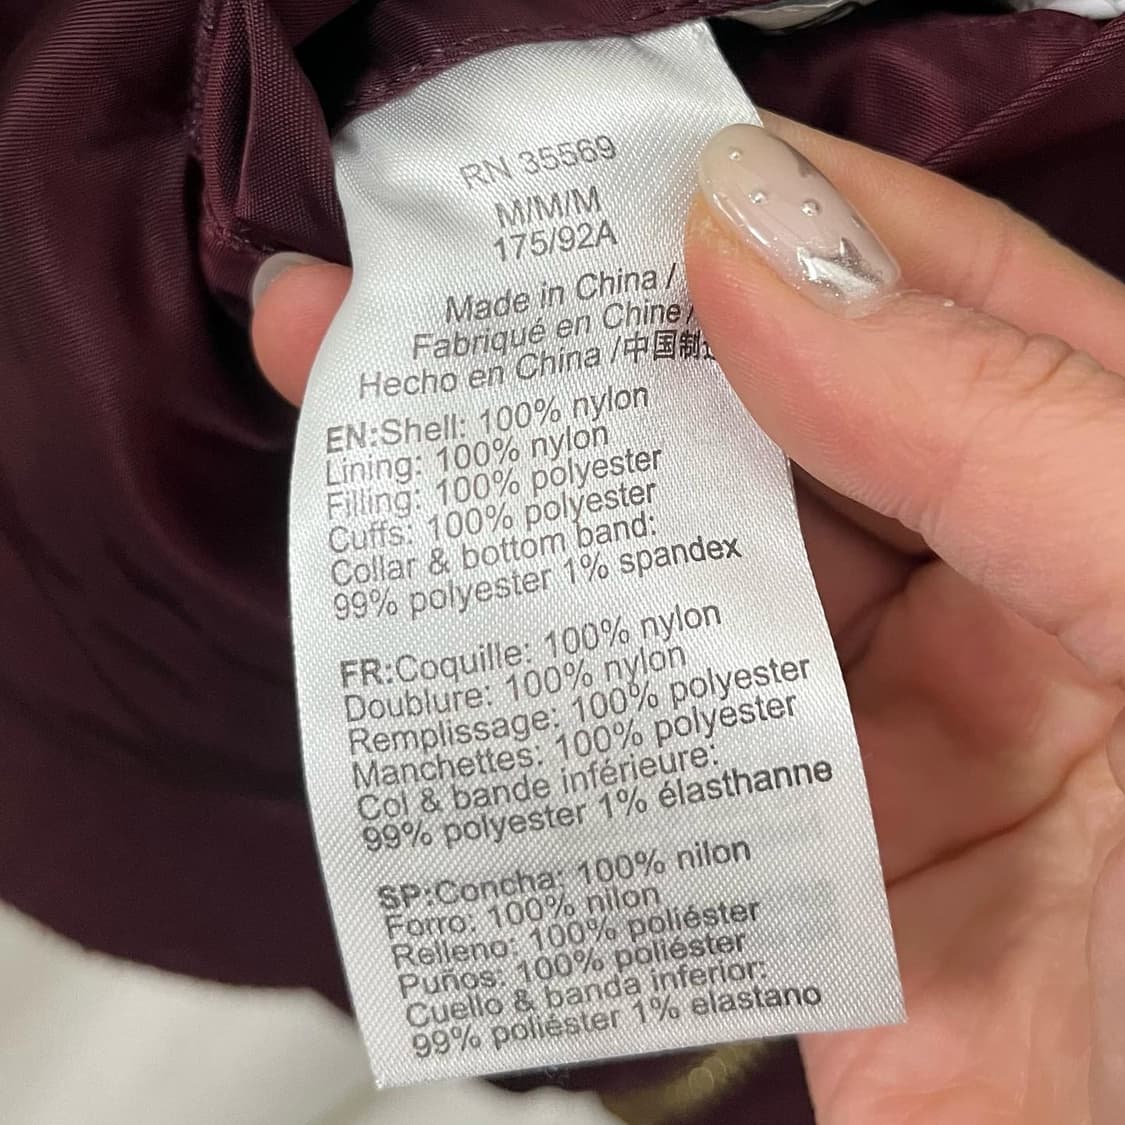 RN 35569
M/M/M
175/92A
Made in China /
Fabriqué en Chine /
Hecho en China /中国制
EN:Shell: 100% nylon
Lining: 100% nylon
Filling: 100% polyester
Cuffs: 100% polyester
Collar & bottom band:
99% polyester 1% spandex
FR:Coquille: 100% nylon
Doublure: 100% nylon
Remplissage: 100% polyester
Manchettes: 100% polyester
Col & bande inférieure:
99% polyester 1% élasthanne
SP:Concha: 100% nilon
Forro: 100% nilon
Relleno: 100% poliéster
Puños: 100% poliéster
Cuello & banda inferior:
99% poliéster 1% elastano